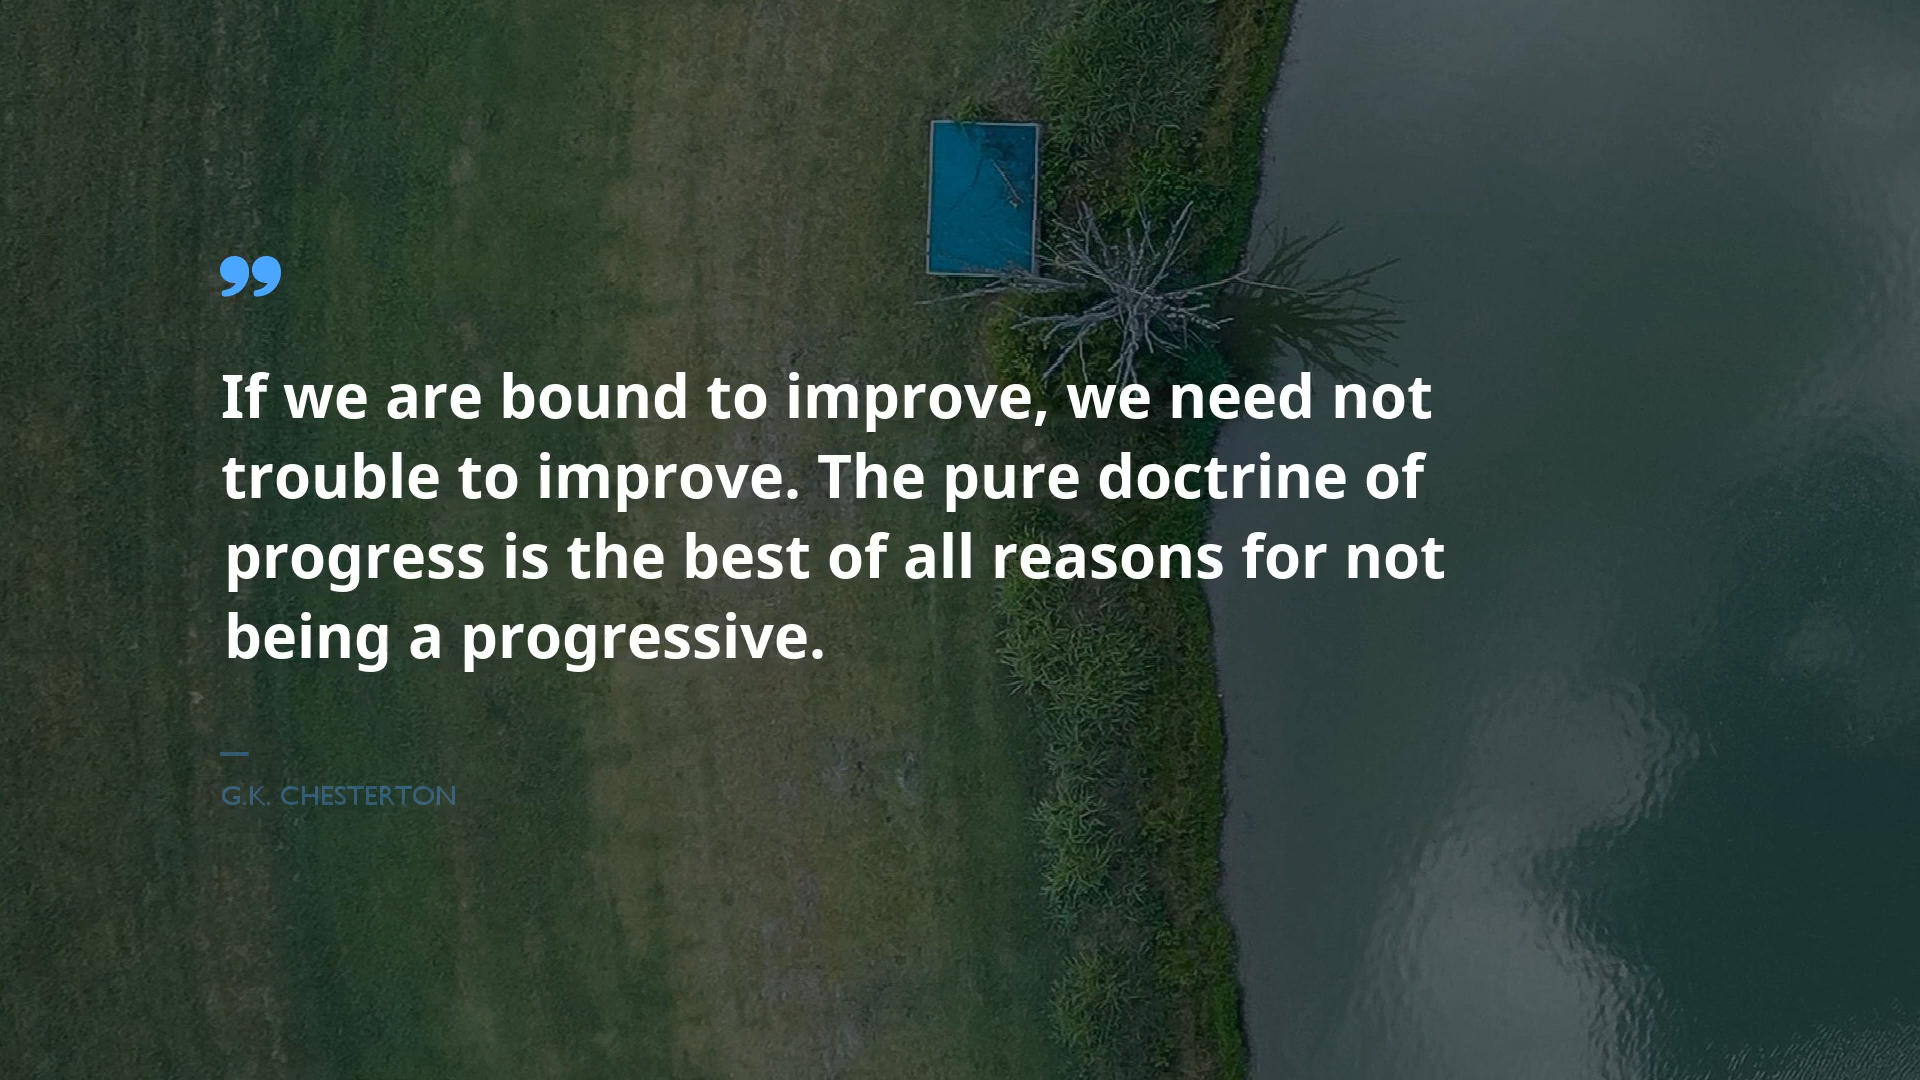 ”
If we are bound to improve, we need not
trouble to improve. The pure doctrine of
progress is the best of all reasons for not
being a progressive.
—
G.K. CHESTERTON